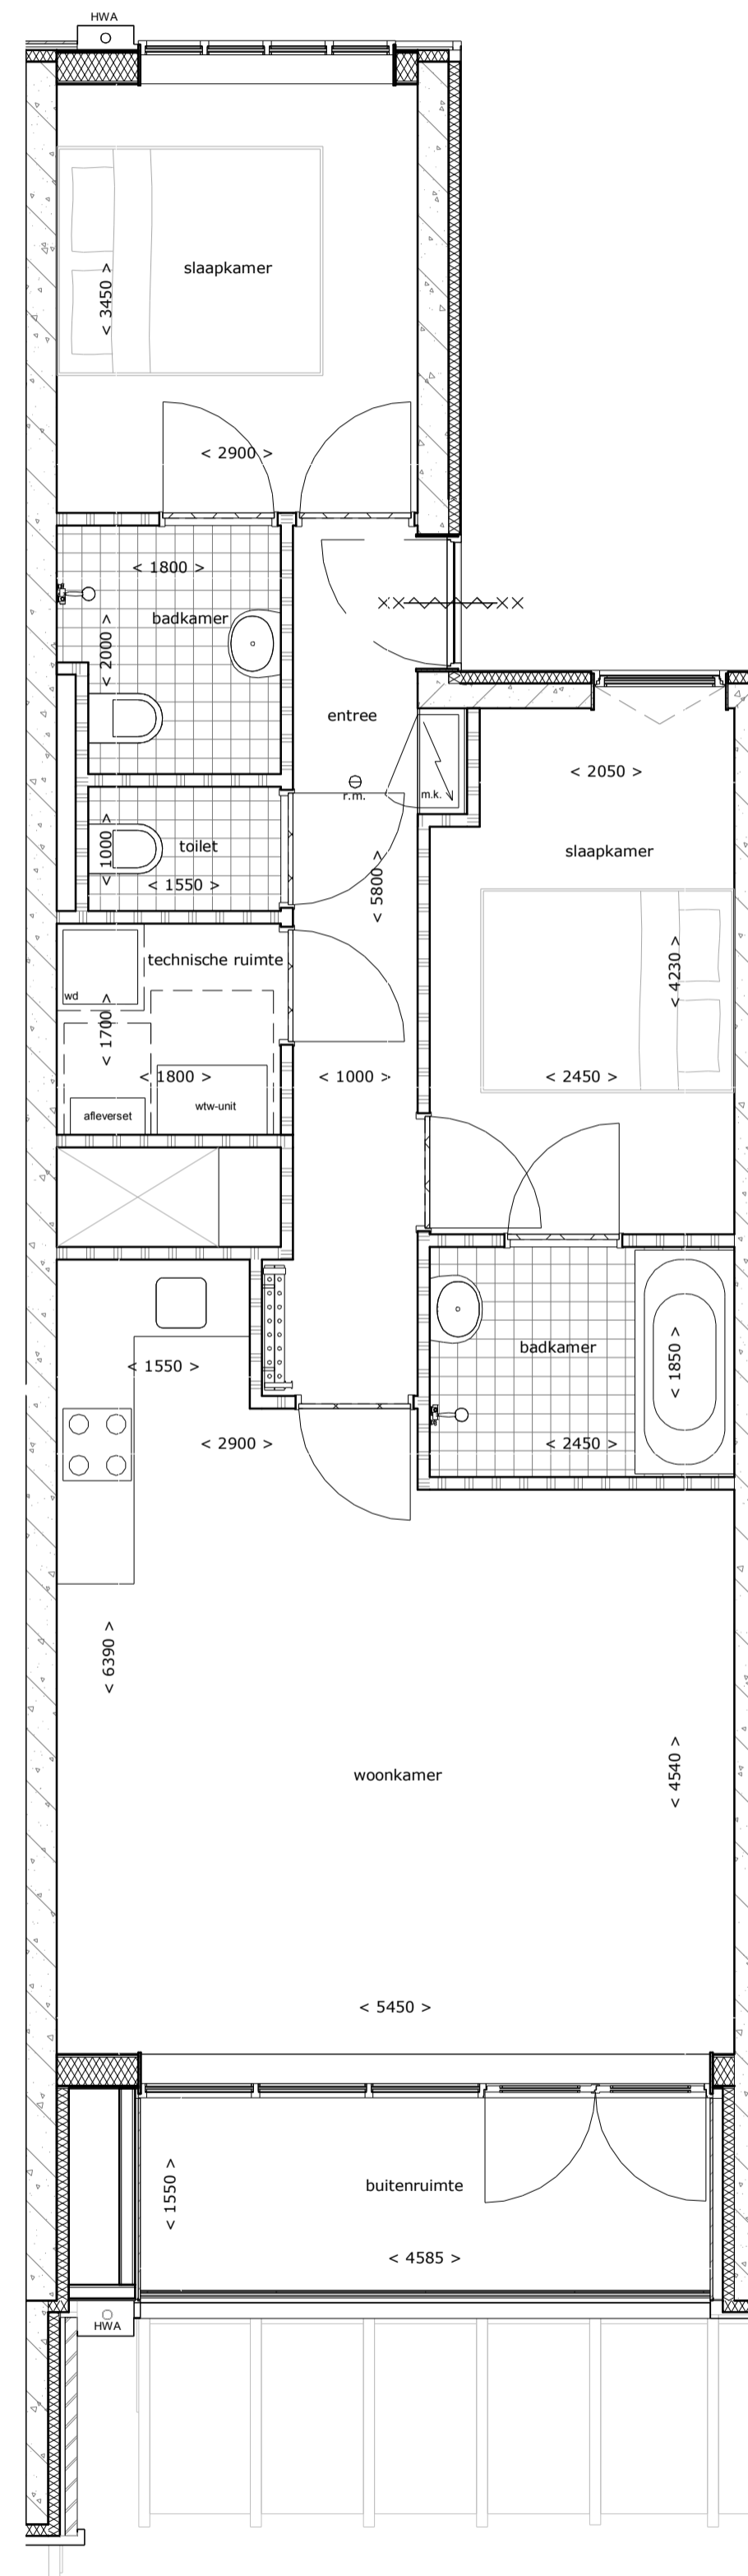 HWA
slaapkamer
< 3450 >
< 2900 >
< 1800 >
badkamer
< 2000 >
entree
r.m.
m.k.
< 2050 >
slaapkamer
toilet
< 1000 >
< 1550 >
< 5800 >
technische ruimte
wd
< 1700 >
< 4230 >
< 1800 >
< 1000 >
< 2450 >
afleverset
wtw-unit
badkamer
< 1550 >
< 1850 >
< 2900 >
< 2450 >
< 6390 >
woonkamer
< 4540 >
< 5450 >
buitenruimte
< 1550 >
< 4585 >
HWA